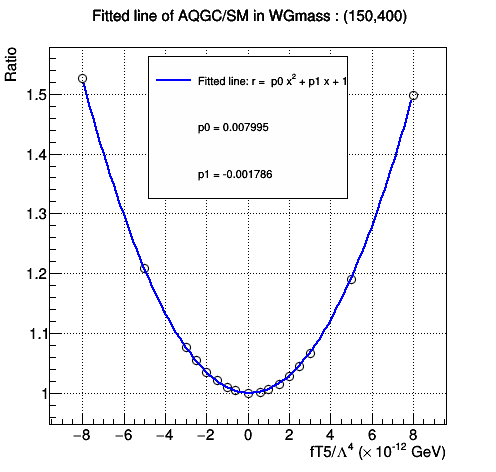 Fitted line of AQGC/SM in WGmass : (150,400)
Ratio
Fitted line: r = p0 x² + p1 x + 1
p0 = 0.007995
p1 = -0.001786
1.5
1.4
1.3
1.2
1.1
1
−8 −6 −4 −2 0 2 4 6 8
fT5/Λ⁴ (× 10⁻¹² GeV)